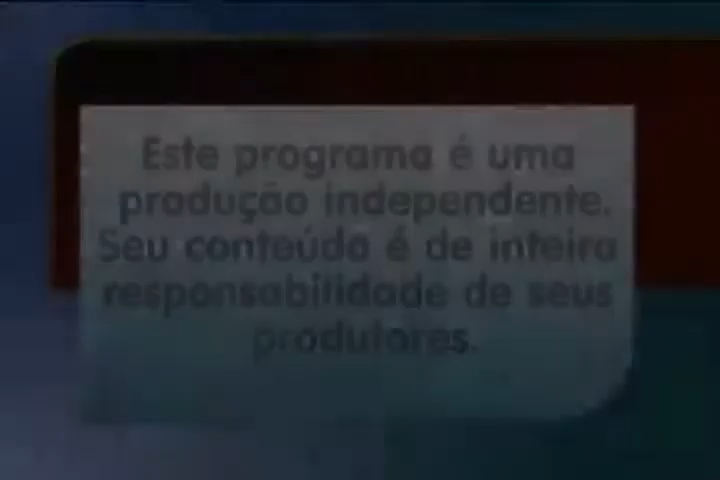 Este programa é uma
produção independente.
Seu conteúdo é de inteira
responsabilidade de seus
produtores.